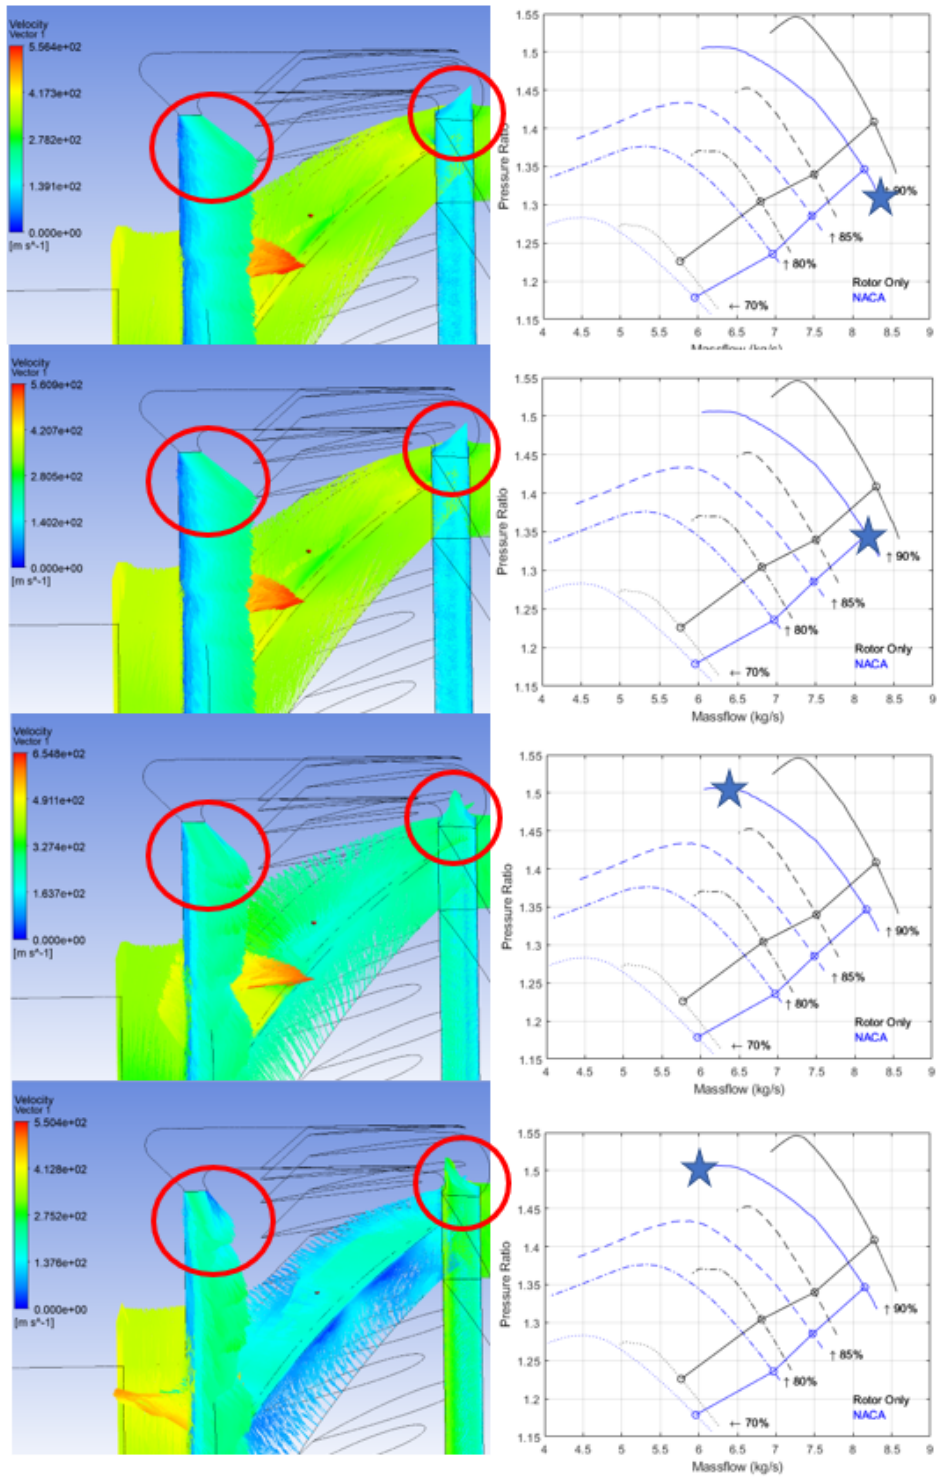 Velocity
Vector 1
5.564e+02
4.173e+02
2.782e+02
1.391e+02
0.000e+00
[m s^-1]
1.55
1.5
1.45
1.4
1.35
1.3
1.25
1.2
1.15
Pressure Ratio
90%
↑ 85%
↑ 80%
← 70%
Rotor Only
NACA
4 4.5 5 5.5 6 6.5 7 7.5 8 8.5 9
Massflow (kg/s)
Velocity
Vector 1
5.609e+02
4.207e+02
2.805e+02
1.402e+02
0.000e+00
[m s^-1]
1.55
1.5
1.45
1.4
1.35
1.3
1.25
1.2
1.15
Pressure Ratio
↑ 90%
↑ 85%
↑ 80%
← 70%
Rotor Only
NACA
4 4.5 5 5.5 6 6.5 7 7.5 8 8.5 9
Massflow (kg/s)
Velocity
Vector 1
6.548e+02
4.911e+02
3.274e+02
1.637e+02
0.000e+00
[m s^-1]
1.55
1.5
1.45
1.4
1.35
1.3
1.25
1.2
1.15
Pressure Ratio
↑ 90%
↑ 85%
↑ 80%
← 70%
Rotor Only
NACA
4 4.5 5 5.5 6 6.5 7 7.5 8 8.5 9
Massflow (kg/s)
Velocity
Vector 1
5.504e+02
4.128e+02
2.752e+02
1.376e+02
0.000e+00
[m s^-1]
1.55
1.5
1.45
1.4
1.35
1.3
1.25
1.2
1.15
Pressure Ratio
↑ 90%
↑ 85%
↑ 80%
← 70%
Rotor Only
NACA
4 4.5 5 5.5 6 6.5 7 7.5 8 8.5 9
Massflow (kg/s)